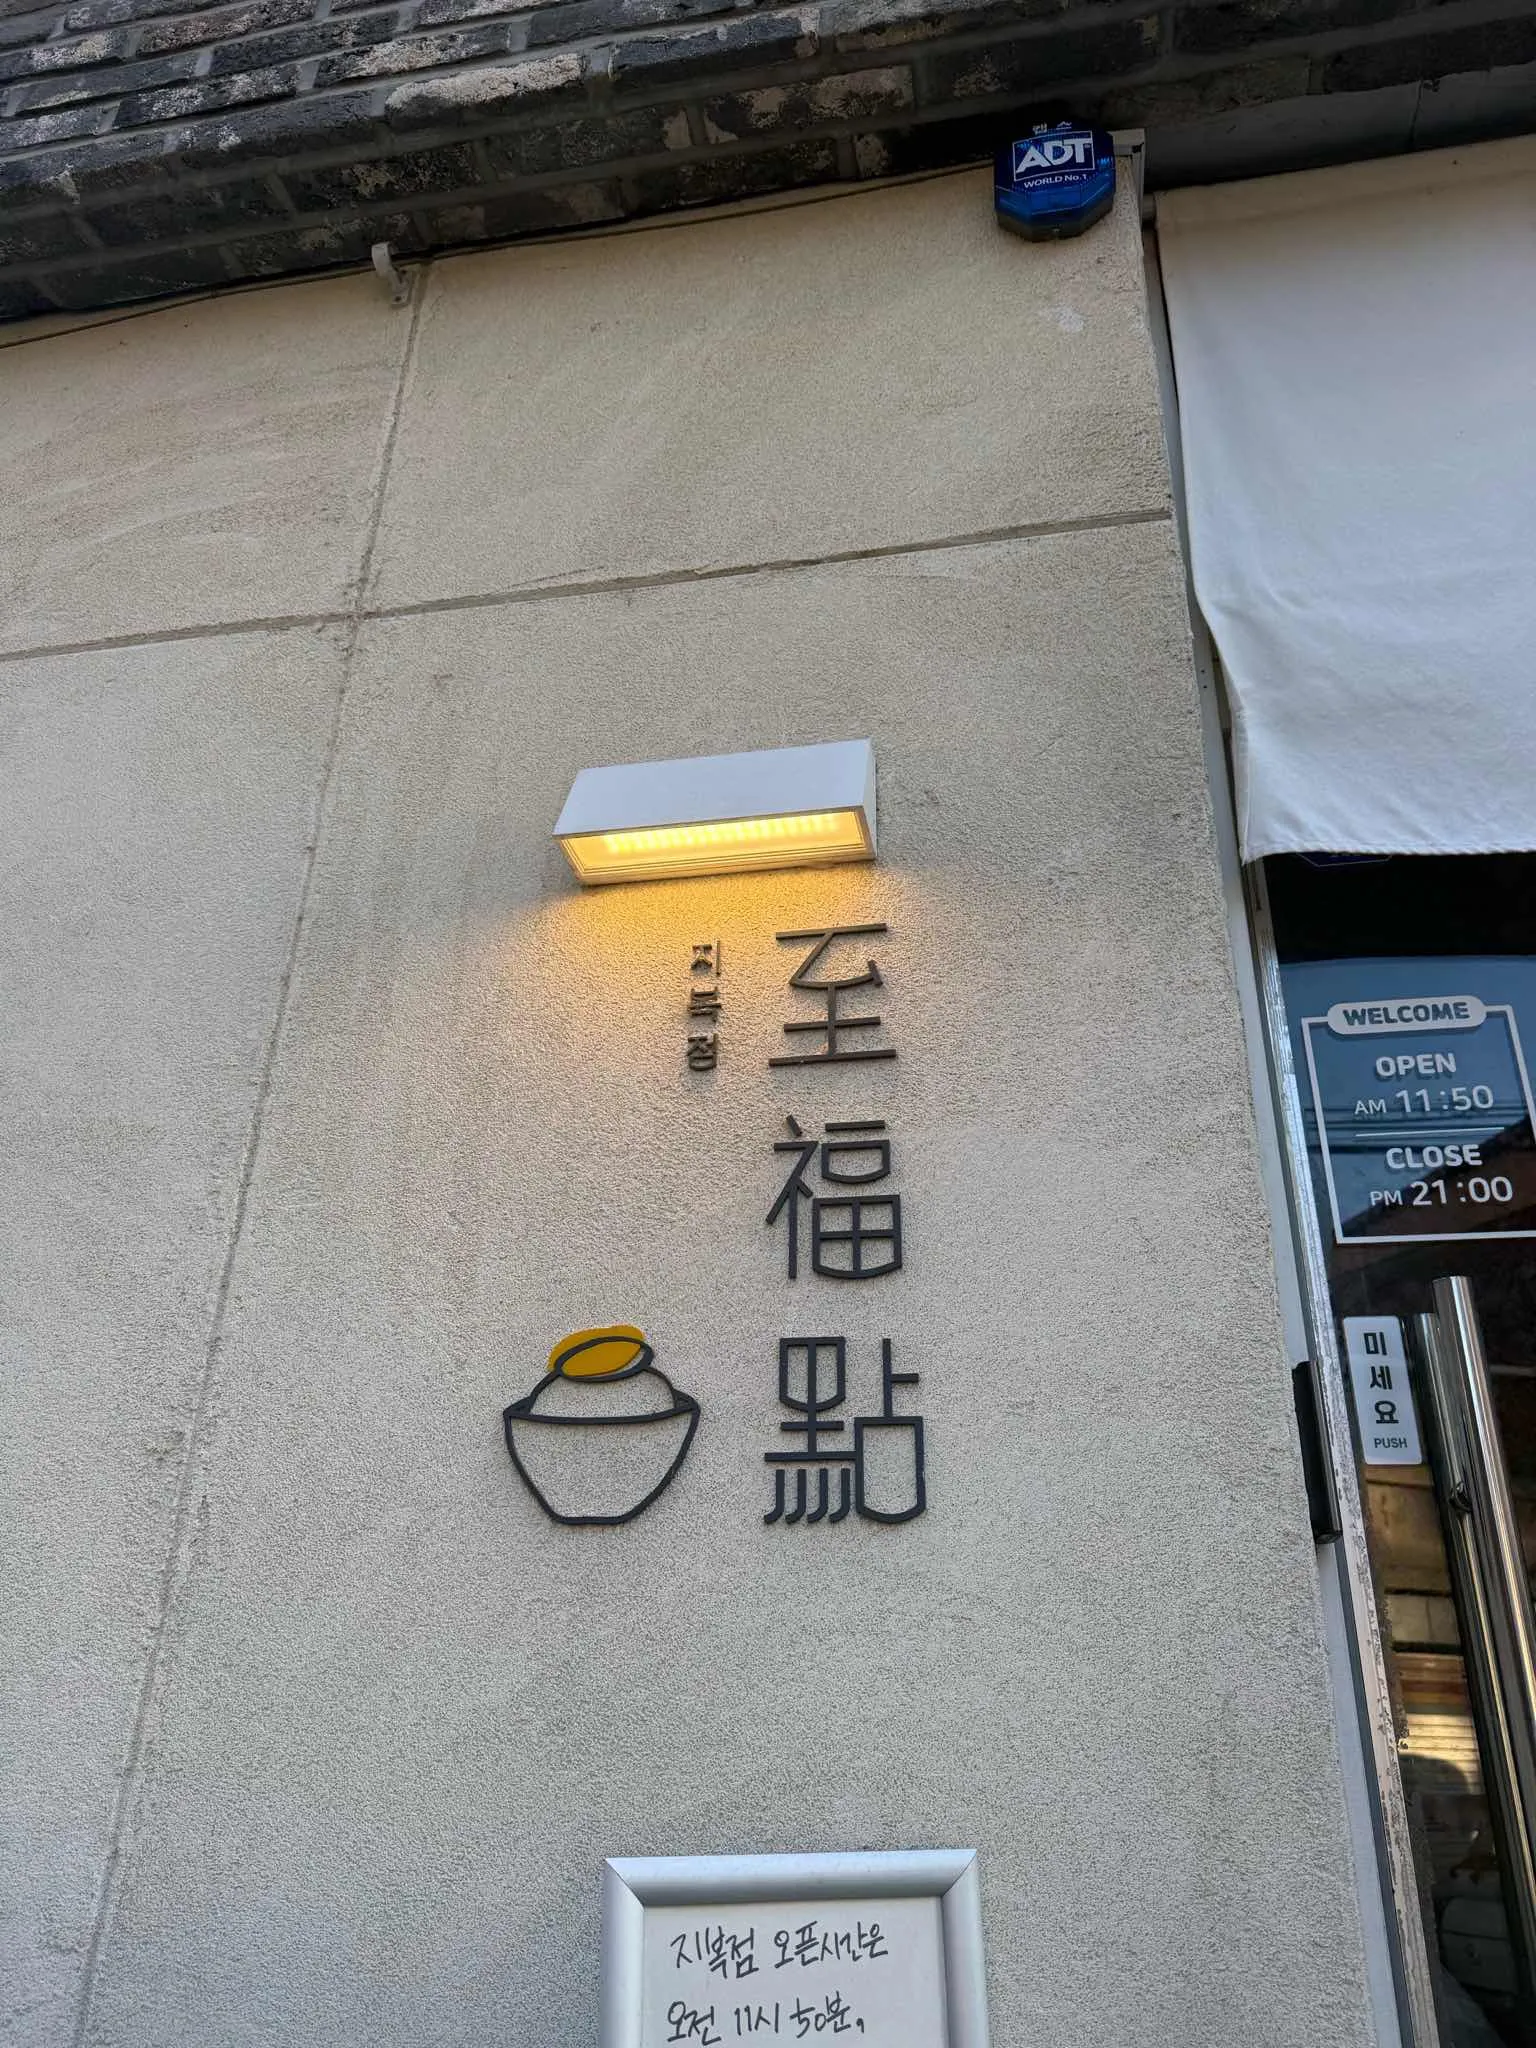 캡스
ADT
WORLD No.1
至福點
지복점
WELCOME
OPEN
AM 11:50
CLOSE
PM 21:00
미세요
PUSH
지복점 오픈시간은
오전 11시 50분,